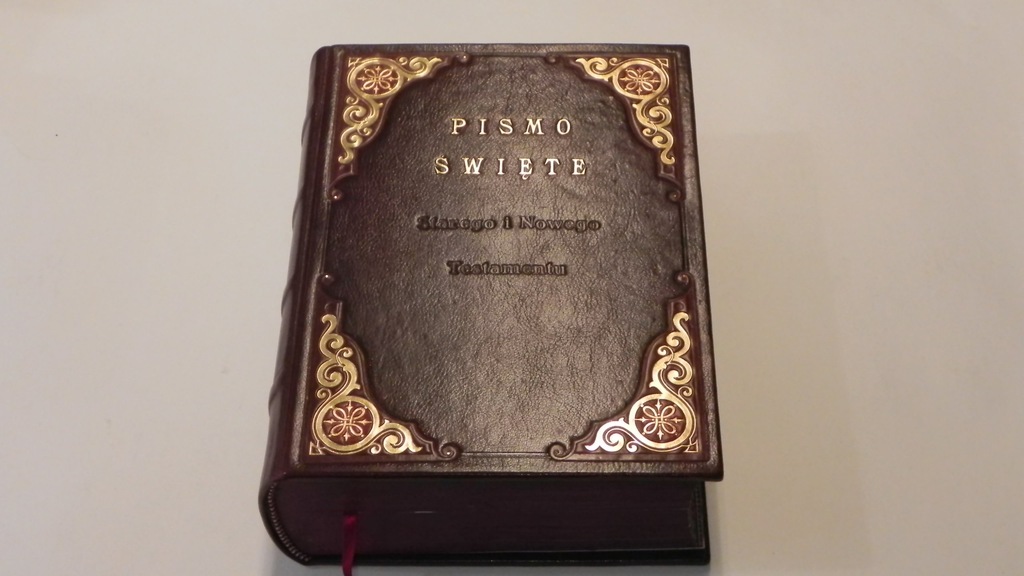 PISMO
ŚWIĘTE
Starego i Nowego
Testamentu